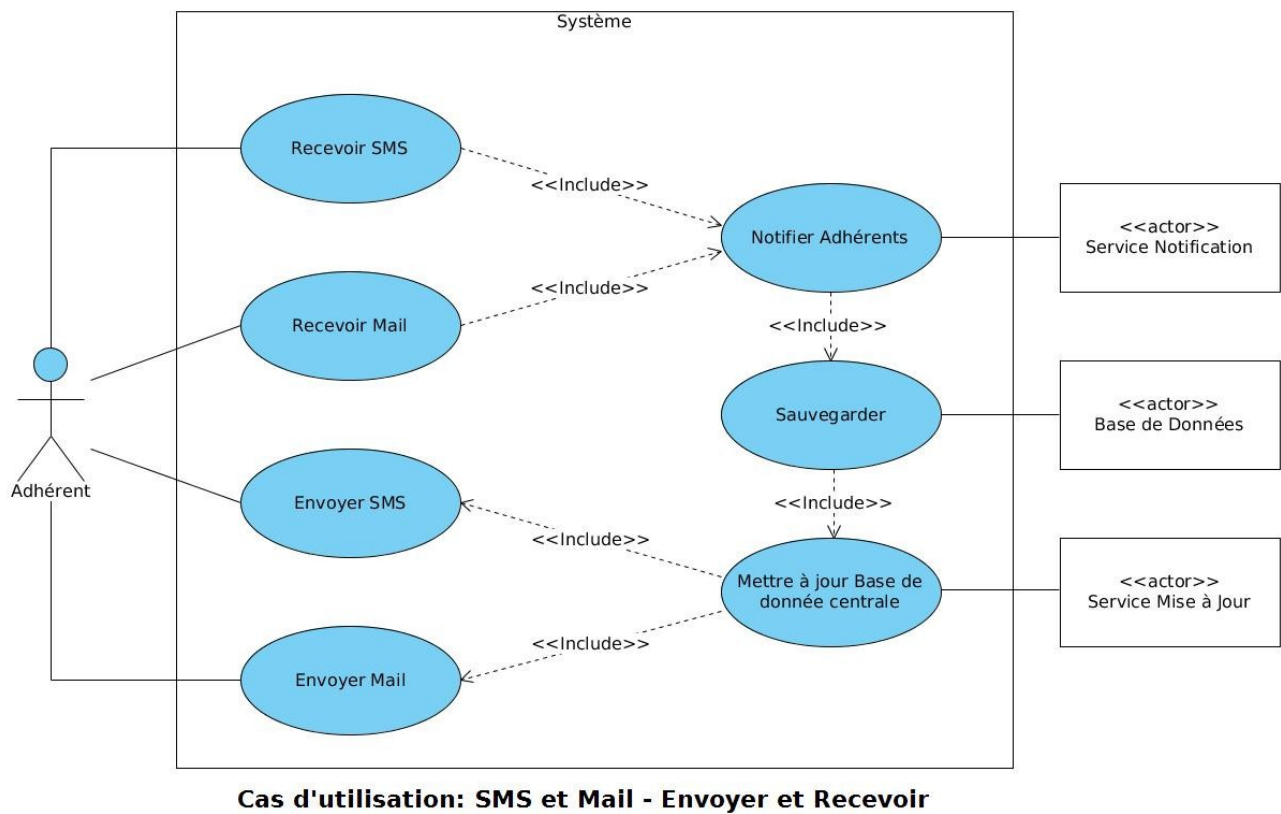 Système
Recevoir SMS
<<Include>>
Notifier Adhérents
<<actor>>
Service Notification
<<Include>>
Recevoir Mail
<<Include>>
Adhérent
Sauvegarder
<<actor>>
Base de Données
Envoyer SMS
<<Include>>
<<Include>>
Mettre à jour Base de
donnée centrale
<<actor>>
Service Mise à Jour
<<Include>>
Envoyer Mail
Cas d'utilisation: SMS et Mail - Envoyer et Recevoir